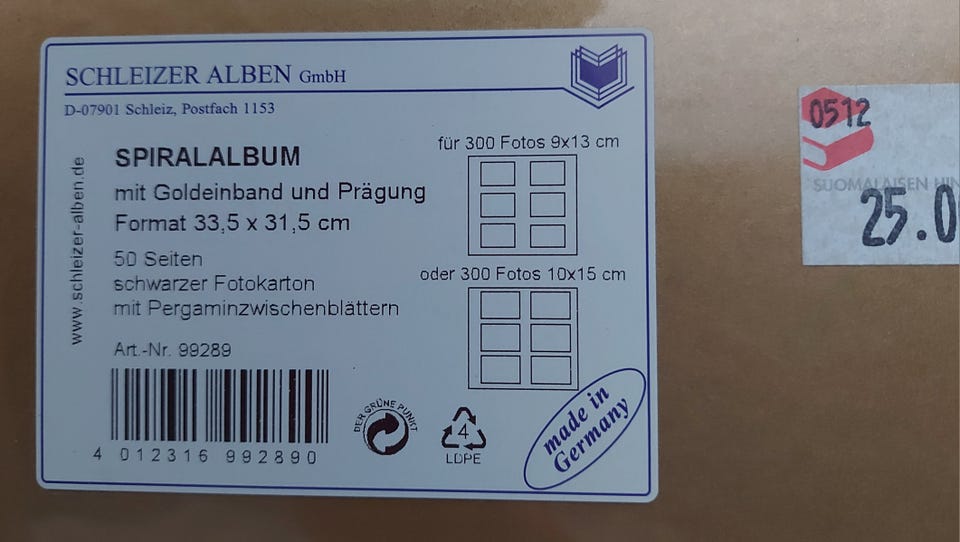 SCHLEIZER ALBEN GmbH
D-07901 Schleiz, Postfach 1153
www.schleizer-alben.de
SPIRALALBUM
mit Goldeinband und Prägung
Format 33,5 x 31,5 cm
50 Seiten
schwarzer Fotokarton
mit Pergaminzwischenblättern
Art.-Nr. 99289
4 012316 992890
für 300 Fotos 9x13 cm
oder 300 Fotos 10x15 cm
DER GRÜNE PUNKT
4
LDPE
made in
Germany
0512
SUOMALAISEN
25.0